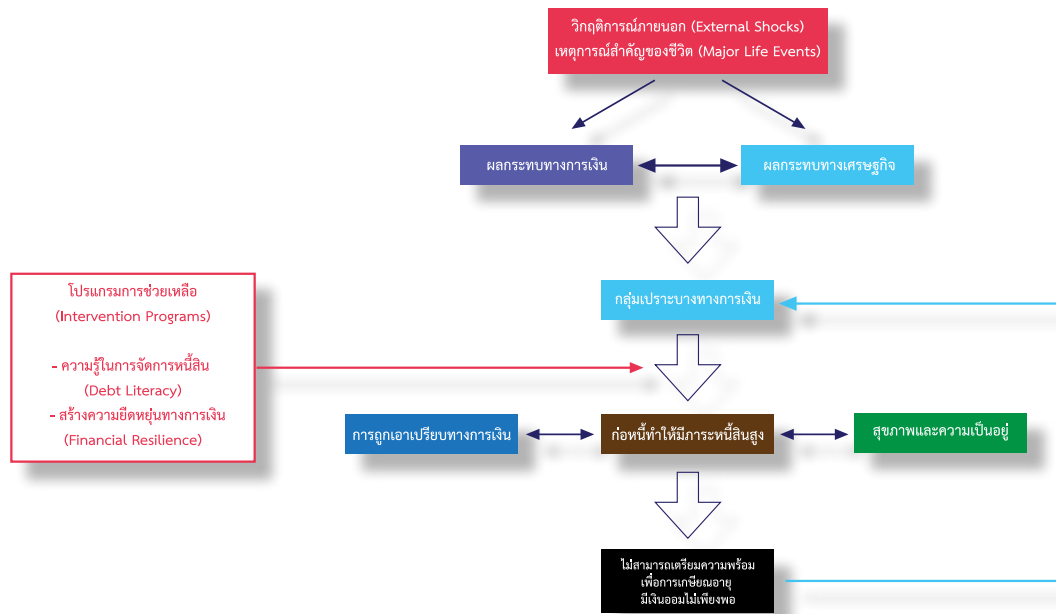 วิกฤติการณ์ภายนอก (External Shocks)
เหตุการณ์สำคัญของชีวิต (Major Life Events)
ผลกระทบทางการเงิน
ผลกระทบทางเศรษฐกิจ
กลุ่มเปราะบางทางการเงิน
โปรแกรมการช่วยเหลือ
(Intervention Programs)
- ความรู้ในการจัดการหนี้สิน
(Debt Literacy)
- สร้างความยืดหยุ่นทางการเงิน
(Financial Resilience)
การถูกเอาเปรียบทางการเงิน
ก่อหนี้ทำให้มีภาระหนี้สินสูง
สุขภาพและความเป็นอยู่
ไม่สามารถเตรียมความพร้อม
เพื่อการเกษียณอายุ
มีเงินออมไม่เพียงพอ